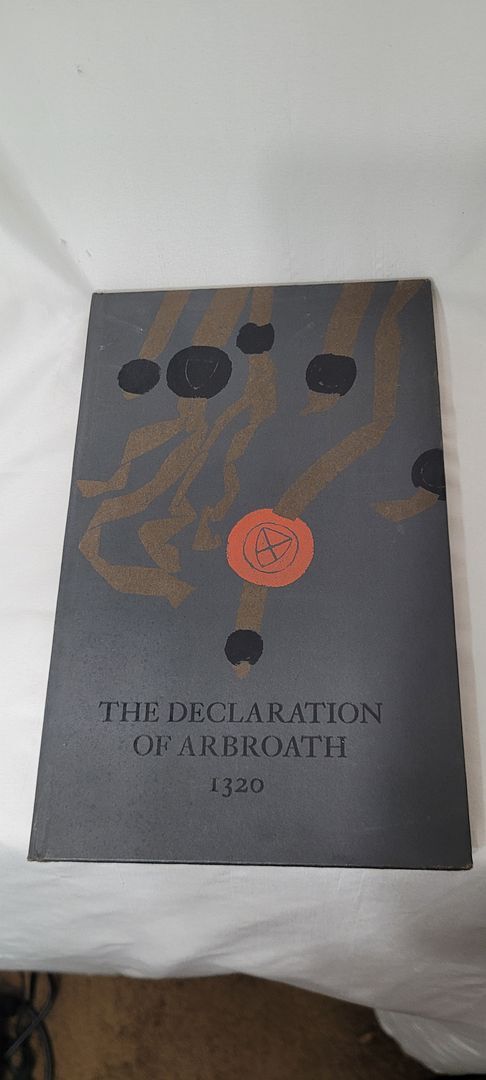 THE DECLARATION
OF ARBROATH
1320